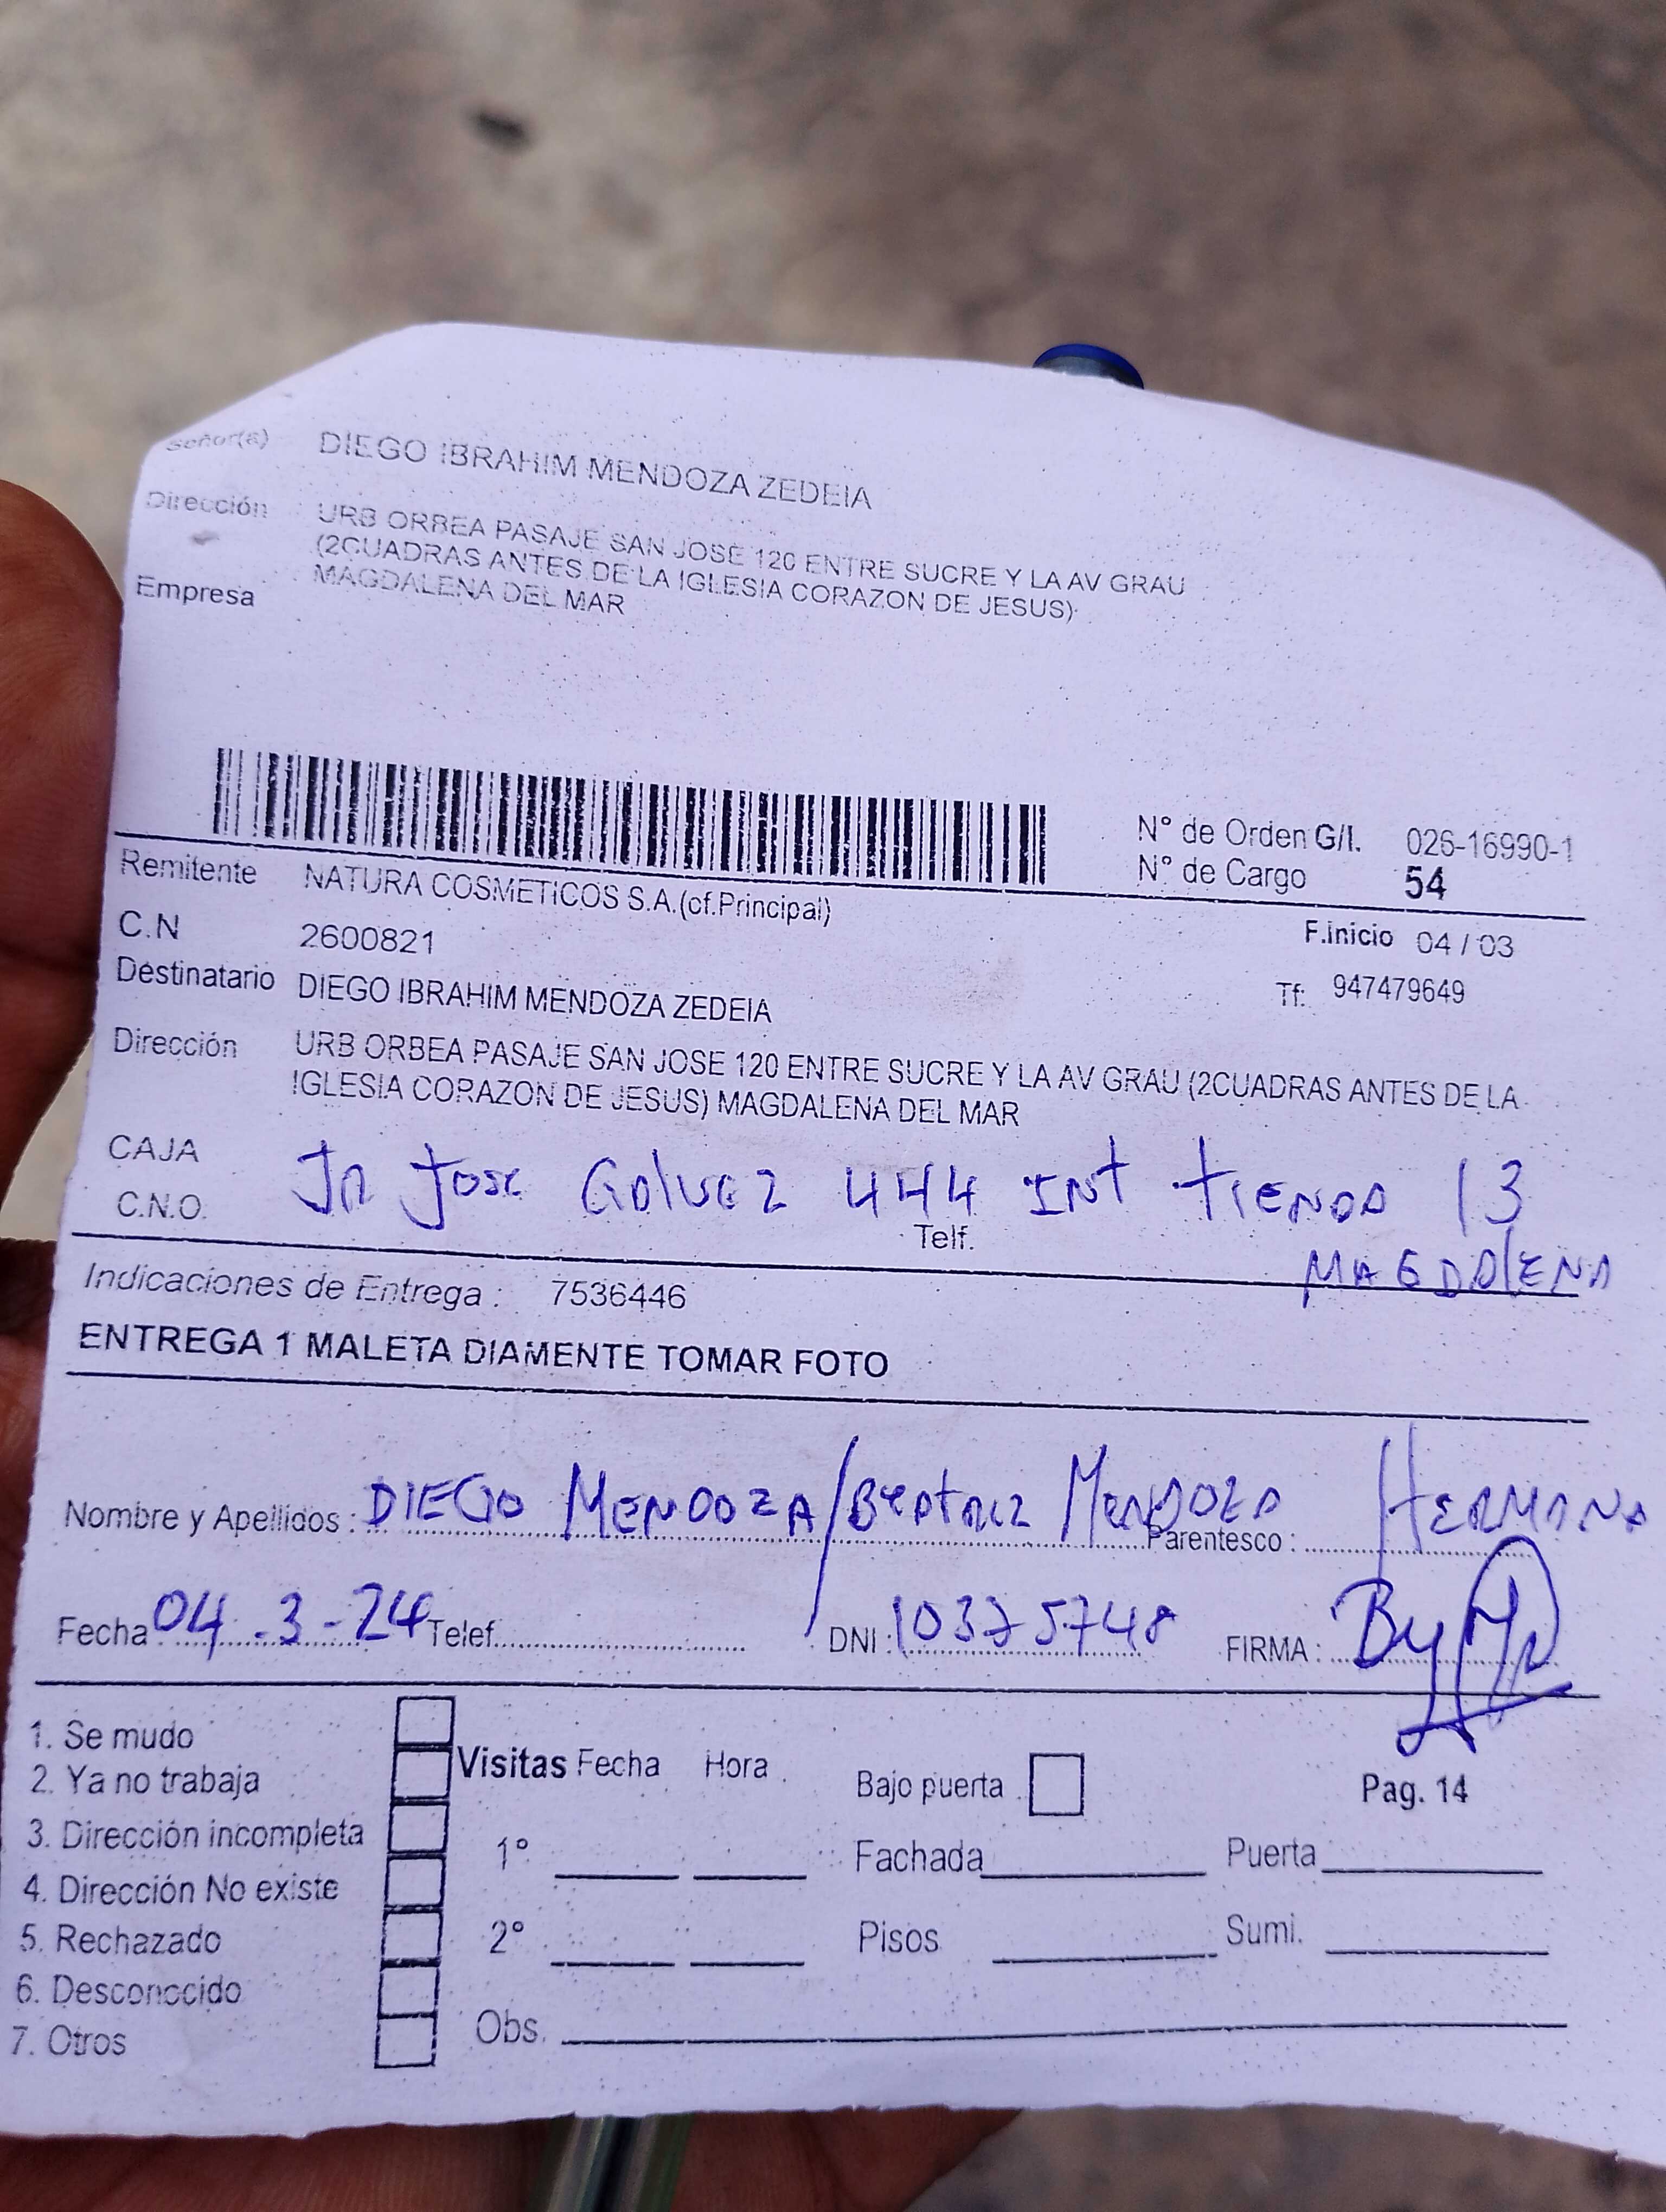 Señor(a) DIEGO IBRAHIM MENDOZA ZEDEIA
Dirección URB ORBEA PASAJE SAN JOSE 120 ENTRE SUCRE Y LA AV GRAU
(2CUADRAS ANTES DE LA IGLESIA CORAZON DE JESUS)
MAGDALENA DEL MAR
Empresa
N° de Orden G/I. 026-16990-1
N° de Cargo 54
Remitente NATURA COSMETICOS S.A.(cf.Principal)
C.N 2600821 F.inicio 04 / 03
Destinatario DIEGO IBRAHIM MENDOZA ZEDEIA Tf: 947479649
Dirección URB ORBEA PASAJE SAN JOSE 120 ENTRE SUCRE Y LA AV GRAU (2CUADRAS ANTES DE LA
IGLESIA CORAZON DE JESUS) MAGDALENA DEL MAR
CAJA
Jr Jose Galvez 444 INt tIENDA 13
C.N.O. Telf.
MAGDALENA
Indicaciones de Entrega : 7536446
ENTREGA 1 MALETA DIAMENTE TOMAR FOTO
Nombre y Apellidos : DIEGO MENDOZA / Beatriz MENDOZA Parentesco : HERMANA
Fecha 04-3-24 Telef. DNI : 10375748 FIRMA :
1. Se mudo
2. Ya no trabaja
3. Dirección incompleta
4. Dirección No existe
5. Rechazado
6. Desconocido
7. Otros
Visitas Fecha Hora Bajo puerta Pag. 14
1° Fachada Puerta
2° Pisos Sumi.
Obs.